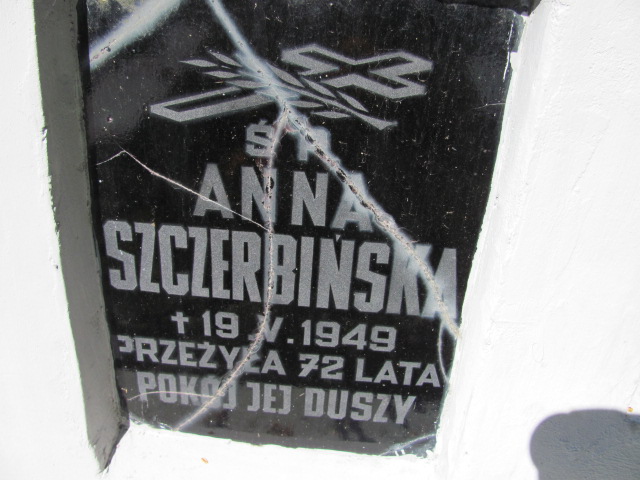 Ś P
ANNA
SZCZERBIŃSKA
† 19 V. 1949
PRZEŻYŁA 72 LATA
POKÓJ JEJ DUSZY